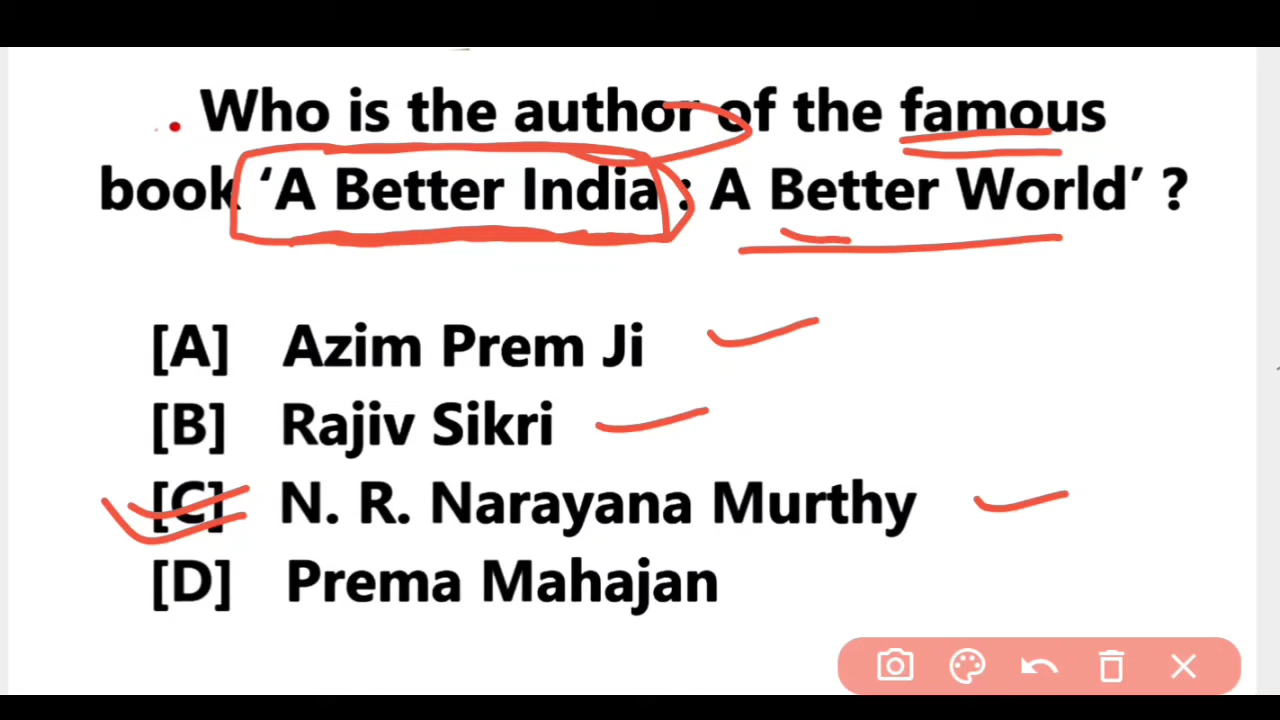 . Who is the author of the famous
book ‘A Better India : A Better World’ ?
[A] Azim Prem Ji
[B] Rajiv Sikri
[C] N. R. Narayana Murthy
[D] Prema Mahajan